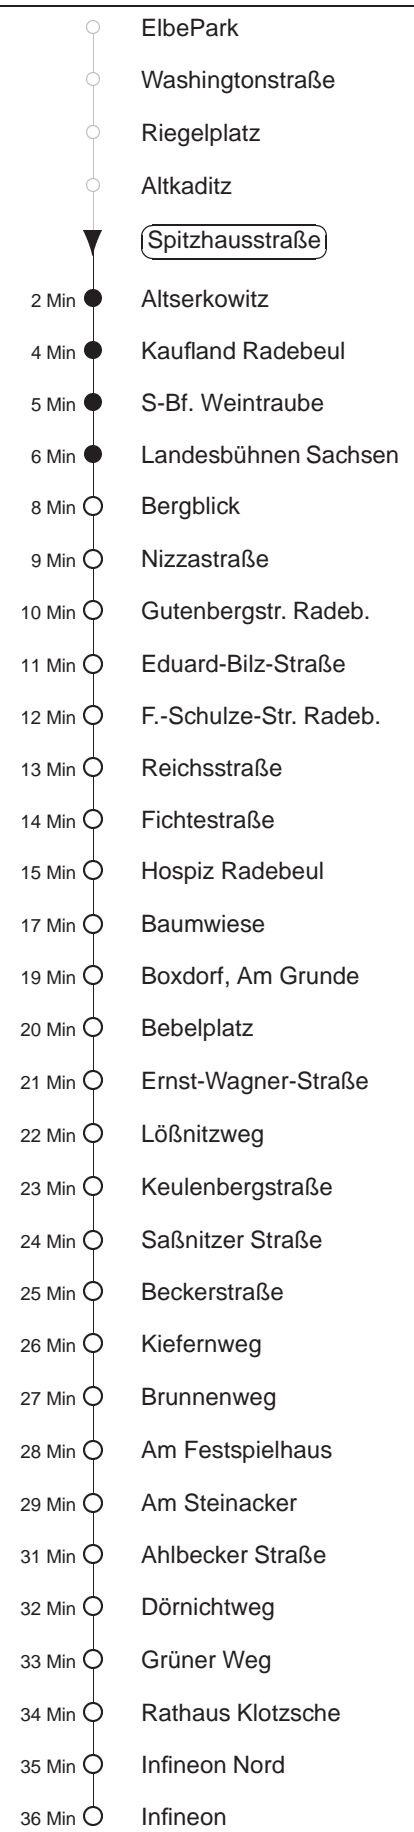 ElbePark
Washingtonstraße
Riegelplatz
Altkaditz
Spitzhausstraße
2 Min Altserkowitz
4 Min Kaufland Radebeul
5 Min S-Bf. Weintraube
6 Min Landesbühnen Sachsen
8 Min Bergblick
9 Min Nizzastraße
10 Min Gutenbergstr. Radeb.
11 Min Eduard-Bilz-Straße
12 Min F.-Schulze-Str. Radeb.
13 Min Reichsstraße
14 Min Fichtestraße
15 Min Hospiz Radebeul
17 Min Baumwiese
19 Min Boxdorf, Am Grunde
20 Min Bebelplatz
21 Min Ernst-Wagner-Straße
22 Min Lößnitzweg
23 Min Keulenbergstraße
24 Min Saßnitzer Straße
25 Min Beckerstraße
26 Min Kiefernweg
27 Min Brunnenweg
28 Min Am Festspielhaus
29 Min Am Steinacker
31 Min Ahlbecker Straße
32 Min Dörnichtweg
33 Min Grüner Weg
34 Min Rathaus Klotzsche
35 Min Infineon Nord
36 Min Infineon